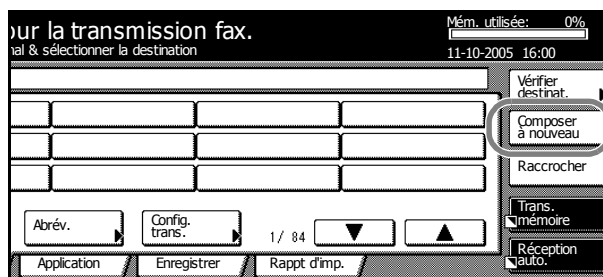 our la transmission fax.
nal & sélectionner la destination
Mém. utilisée: 0%
11-10-2005 16:00
Vérifier
destinat.
Composer
à nouveau
Raccrocher
Trans.
mémoire
Réception
auto.
Abrév.
Config.
trans.
1/ 84
Application
Enregistrer
Rappt d'imp.